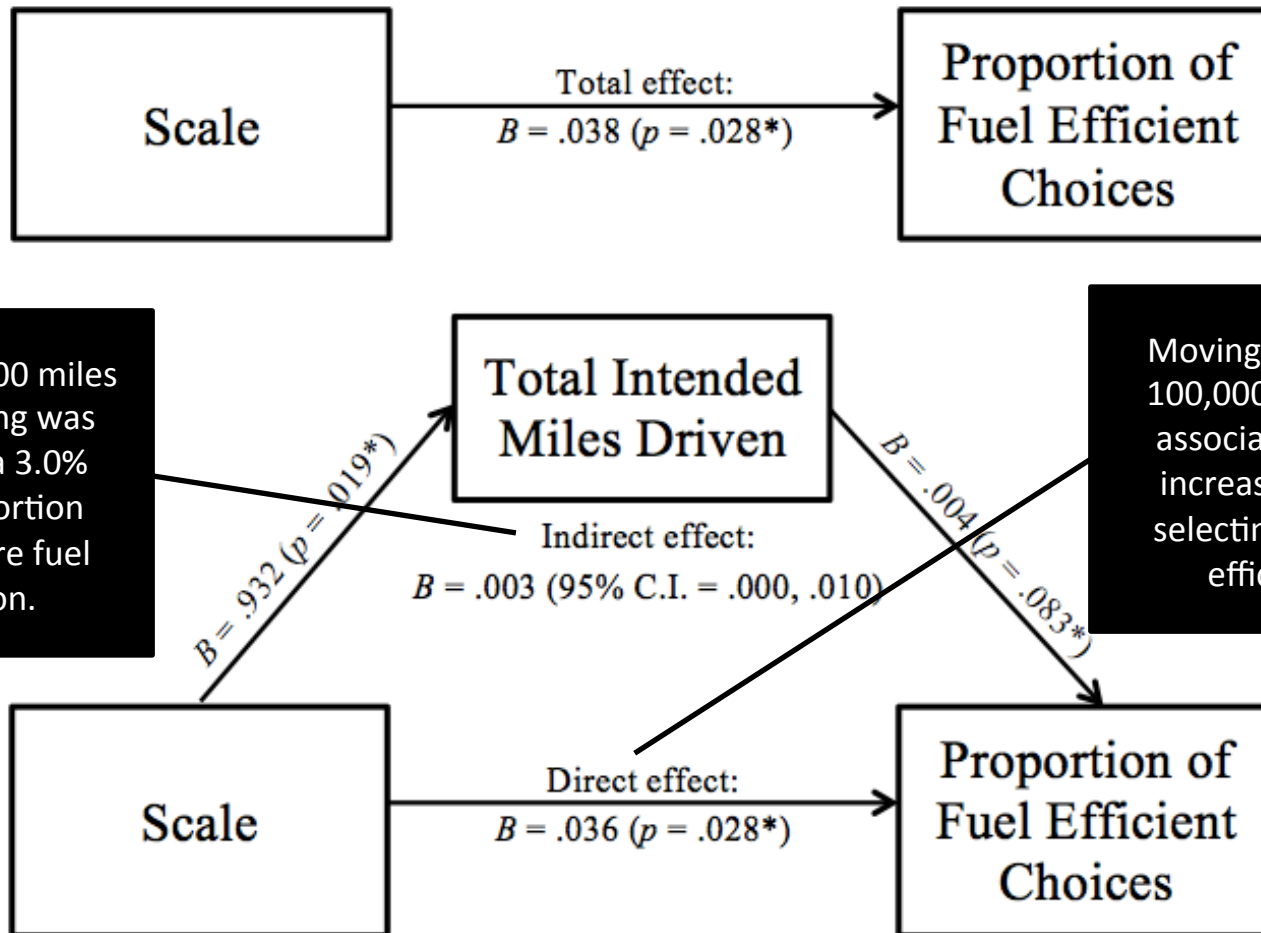 Scale
Total effect:
B = .038 (p = .028*)
Proportion of
Fuel Efficient
Choices
00 miles
ng was
a 3.0%
ortion
re fuel
on.
Total Intended
Miles Driven
Moving
100,000
associa
increas
selectin
effic
B = .932 (p = .019*)
Indirect effect:
B = .003 (95% C.I. = .000, .010)
B = .004 (p = .083*)
Scale
Direct effect:
B = .036 (p = .028*)
Proportion of
Fuel Efficient
Choices